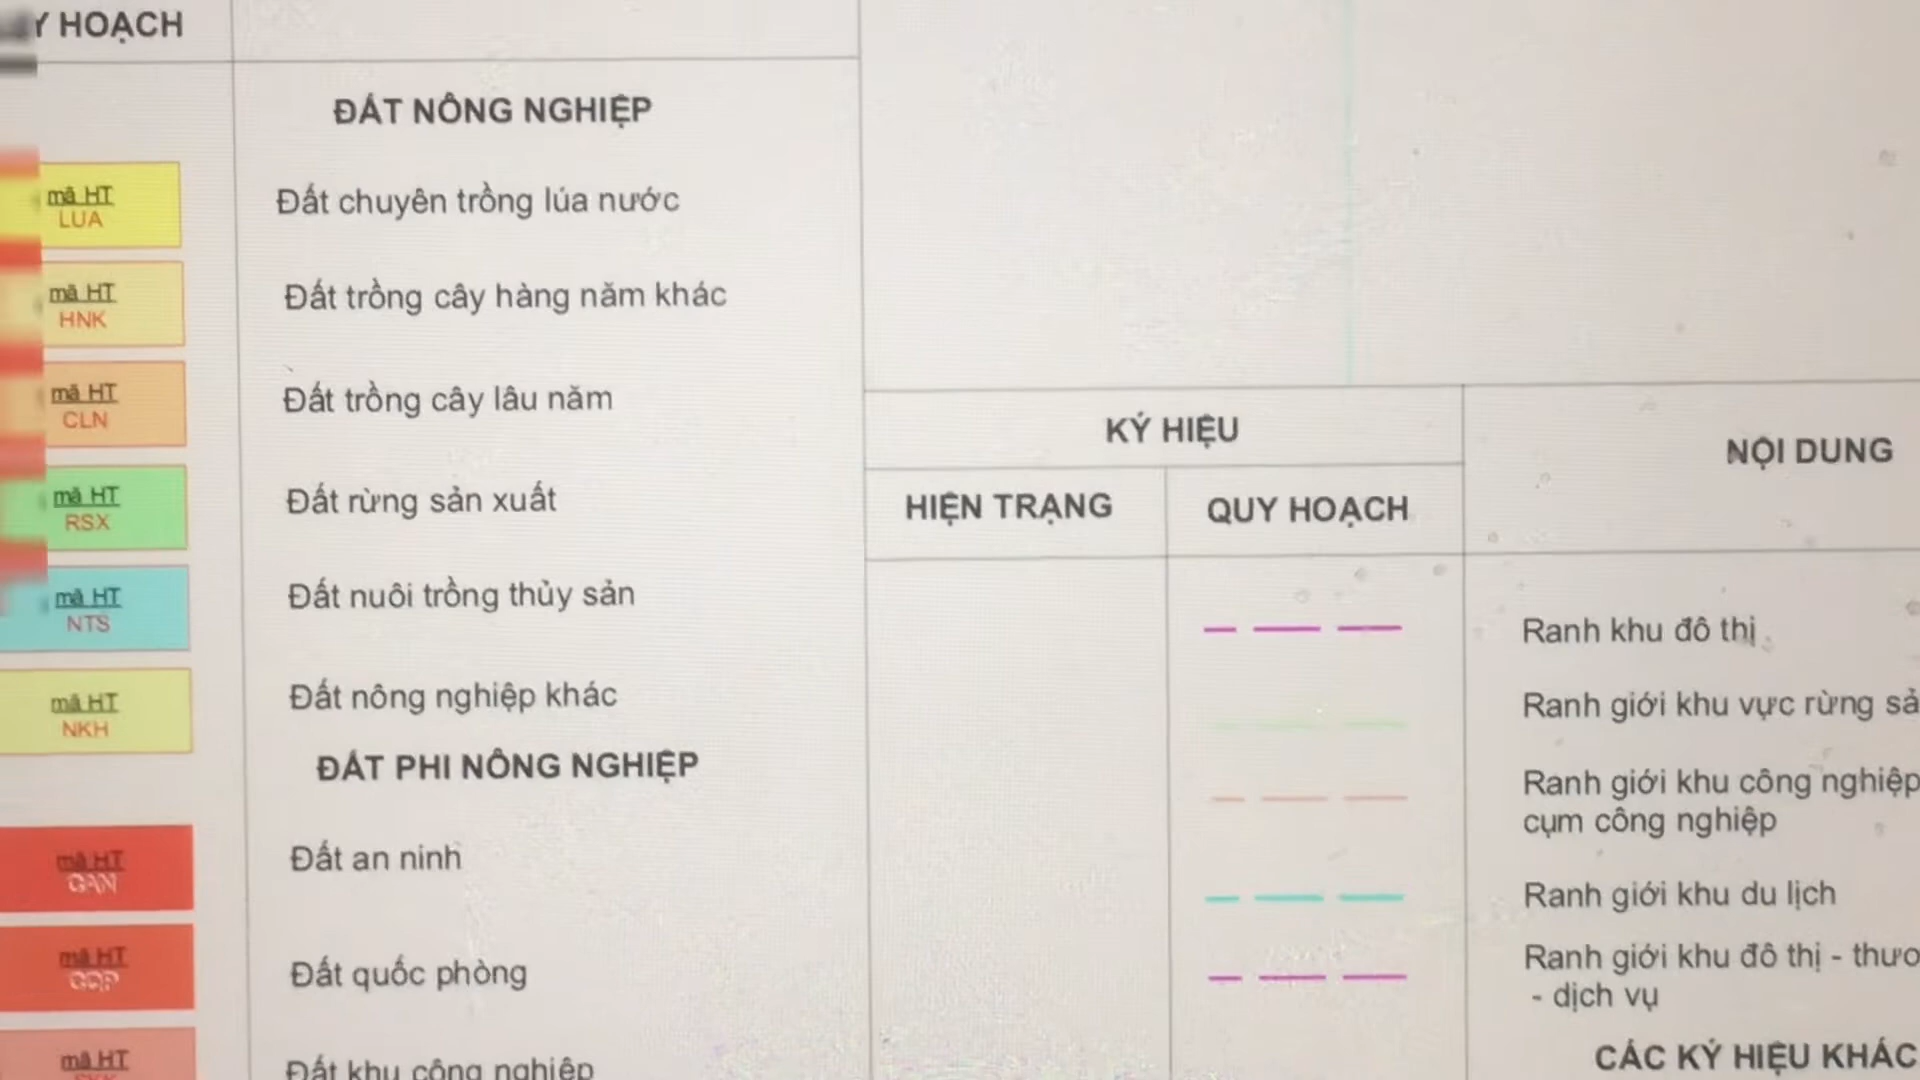 Y HOẠCH
ĐẤT NÔNG NGHIỆP
mã HT
LUA
Đất chuyên trồng lúa nước
mã HT
HNK
Đất trồng cây hàng năm khác
mã HT
CLN
Đất trồng cây lâu năm
mã HT
RSX
Đất rừng sản xuất
mã HT
NTS
Đất nuôi trồng thủy sản
mã HT
NKH
Đất nông nghiệp khác
ĐẤT PHI NÔNG NGHIỆP
mã HT
Đất an ninh
mã HT
Đất quốc phòng
mã HT
Đất khu công nghiệp
KÝ HIỆU
NỘI DUNG
HIỆN TRẠNG
QUY HOẠCH
Ranh khu đô thị
Ranh giới khu vực rừng sả
Ranh giới khu công nghiệp
cụm công nghiệp
Ranh giới khu du lịch
Ranh giới khu đô thị - thươ
- dịch vụ
CÁC KÝ HIỆU KHÁC